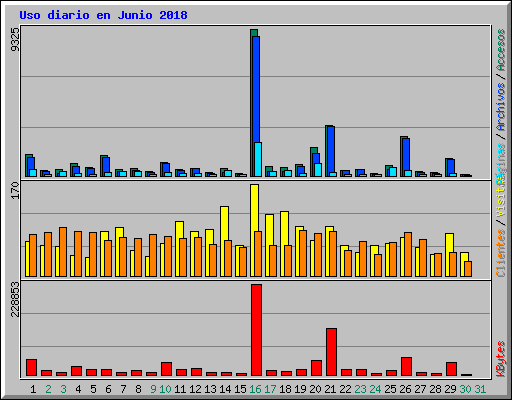 Uso diario en Junio 2018
9325
170
228853
Clientes / Visitas
Páginas / Archivos / Accesos
KBytes
1 2 3 4 5 6 7 8 9 10 11 12 13 14 15 16 17 18 19 20 21 22 23 24 25 26 27 28 29 30 31